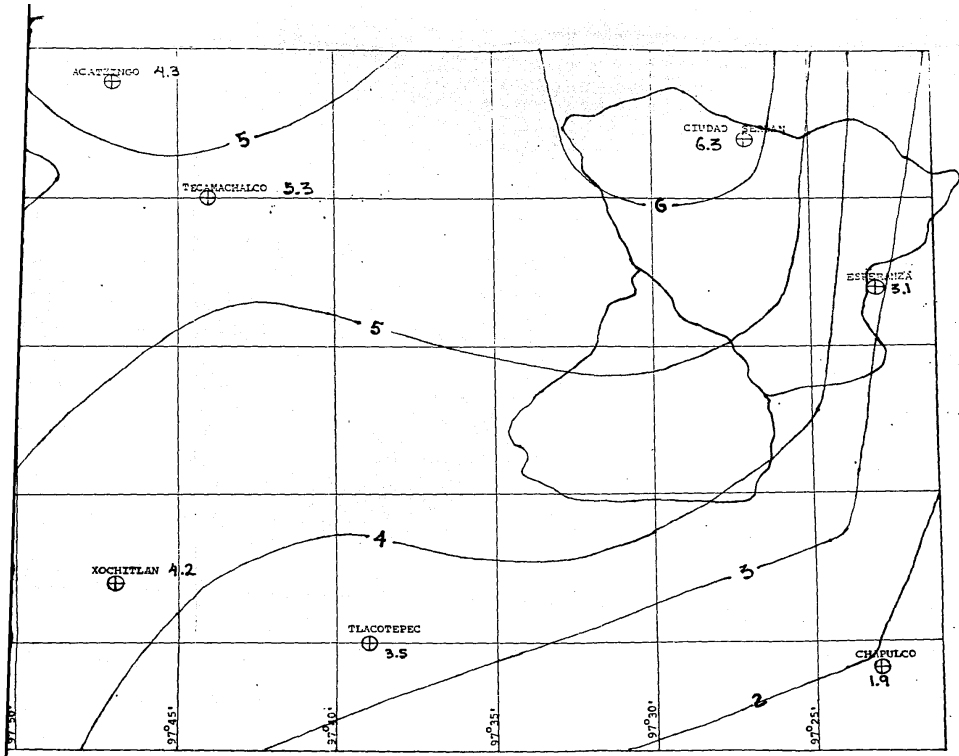 ACATZINGO 4.3
5
CIUDAD SERDAN
6.3
TECAMACHALCO 5.3
6
ESPERANZA
3.1
5
4
XOCHITLAN 4.2
3
TLACOTEPEC
3.5
CHAPULCO
1.9
2
97°50'
97°45'
97°40'
97°35'
97°30'
97°25'